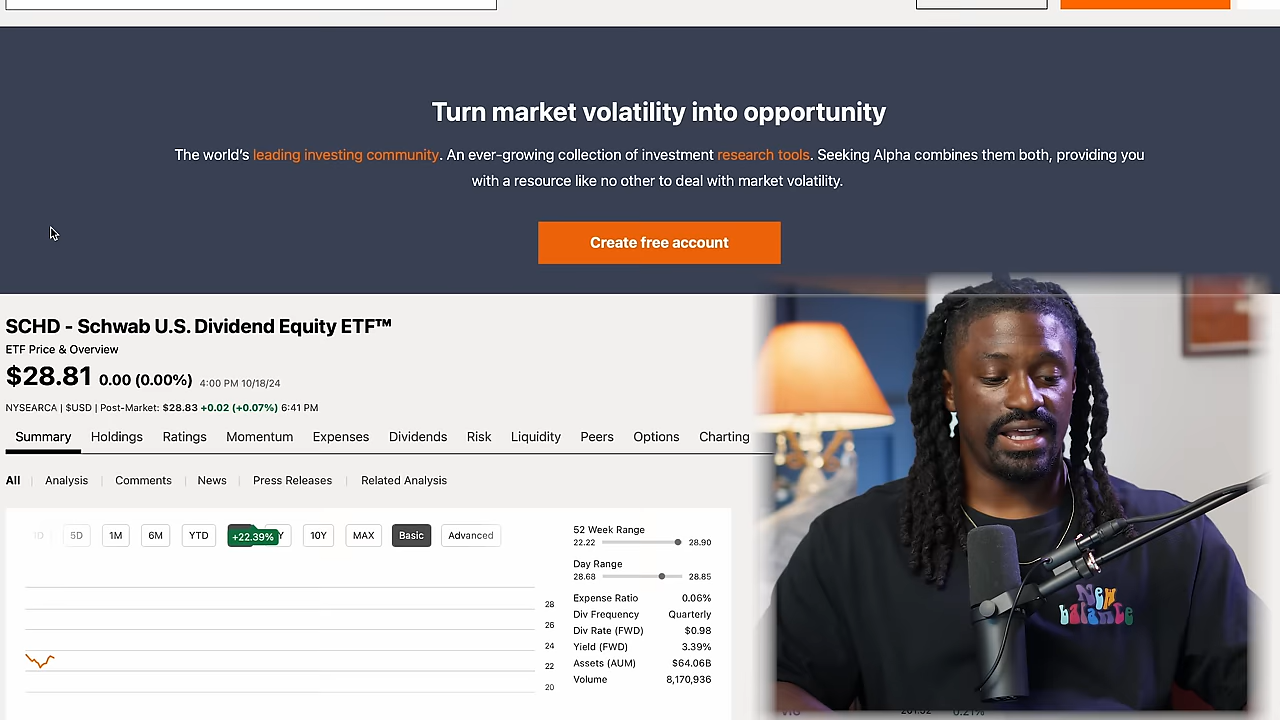 Turn market volatility into opportunity
The world's leading investing community. An ever-growing collection of investment research tools. Seeking Alpha combines them both, providing you
with a resource like no other to deal with market volatility.
Create free account
SCHD - Schwab U.S. Dividend Equity ETF™
ETF Price & Overview
$28.81 0.00 (0.00%) 4:00 PM 10/18/24
NYSEARCA | $USD | Post-Market: $28.83 +0.02 (+0.07%) 6:41 PM
Summary Holdings Ratings Momentum Expenses Dividends Risk Liquidity Peers Options Charting
All Analysis Comments News Press Releases Related Analysis
1D 5D 1M 6M YTD +22.39% Y 10Y MAX Basic Advanced
28
26
24
22
20
52 Week Range
22.22 28.90
Day Range
28.68 28.85
Expense Ratio 0.06%
Div Frequency Quarterly
Div Rate (FWD) $0.98
Yield (FWD) 3.39%
Assets (AUM) $64.06B
Volume 8,170,936
New
balance